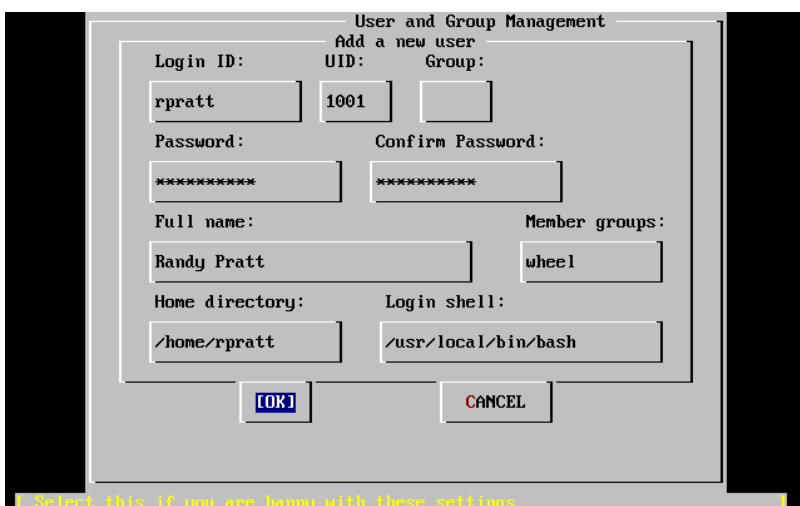 User and Group Management
Add a new user
Login ID: UID: Group:
rpratt 1001
Password: Confirm Password:
********** **********
Full name: Member groups:
Randy Pratt wheel
Home directory: Login shell:
/home/rpratt /usr/local/bin/bash
[OK] CANCEL
[ Select this if you are happy with these settings ]